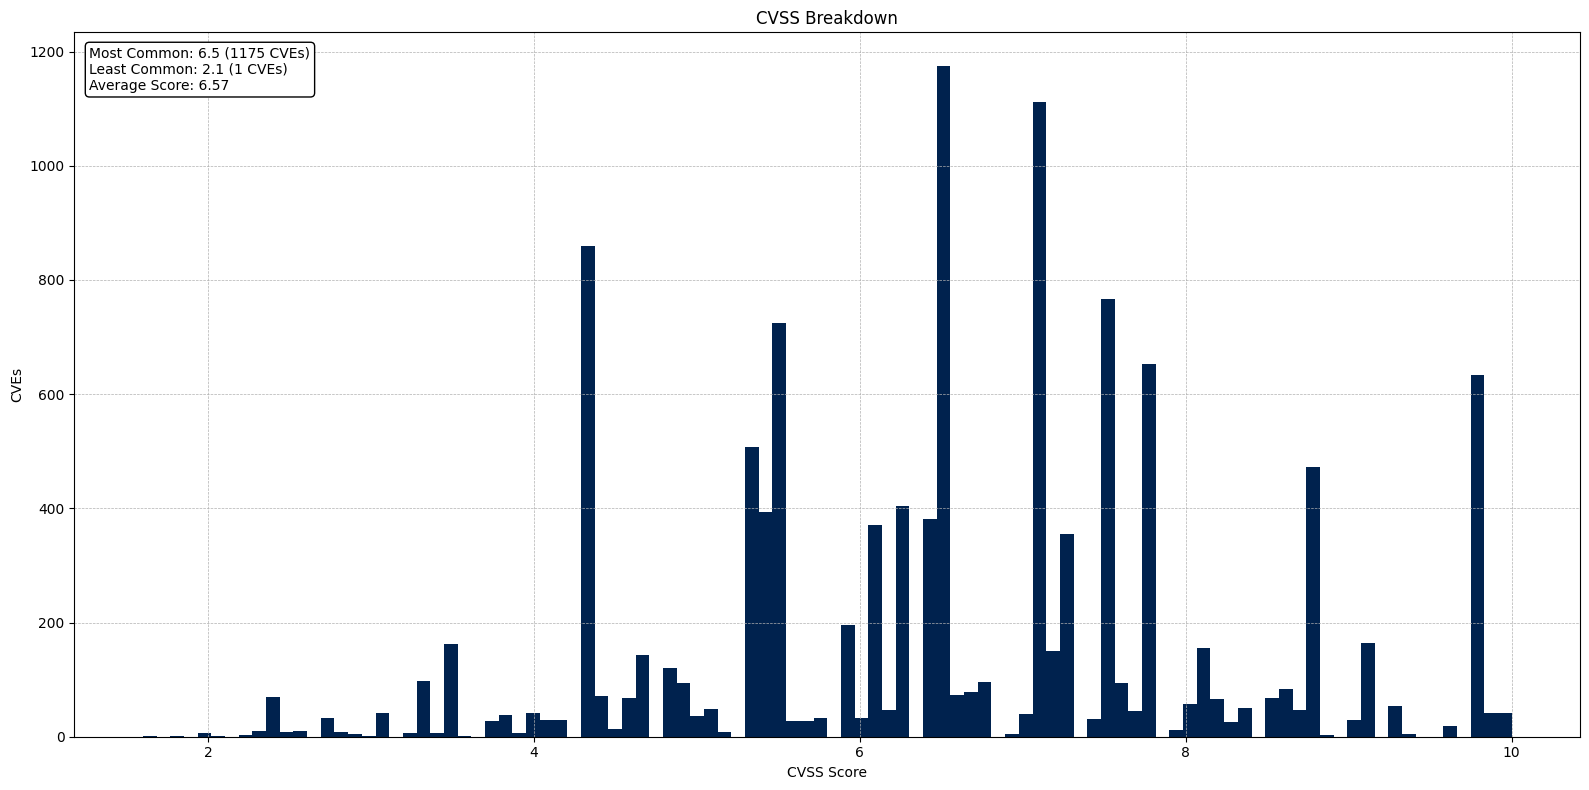 CVSS Breakdown
Most Common: 6.5 (1175 CVEs)
Least Common: 2.1 (1 CVEs)
Average Score: 6.57
1200
1000
800
600
400
200
0
CVEs
2
4
6
8
10
CVSS Score